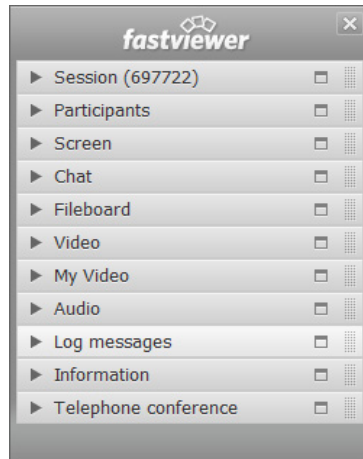 fastviewer
Session (697722)
Participants
Screen
Chat
Fileboard
Video
My Video
Audio
Log messages
Information
Telephone conference